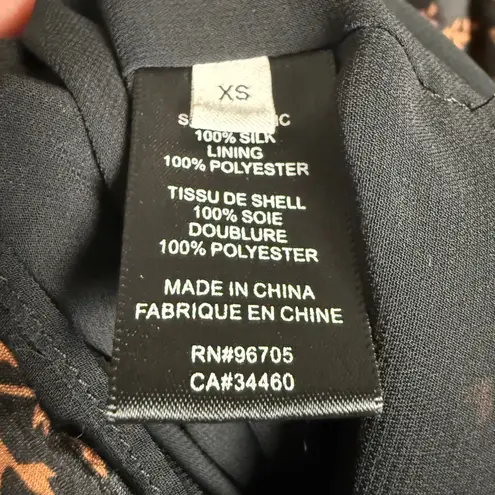 XS
100% SILK
LINING
100% POLYESTER
TISSU DE SHELL
100% SOIE
DOUBLURE
100% POLYESTER
MADE IN CHINA
FABRIQUE EN CHINE
RN#96705
CA#34460